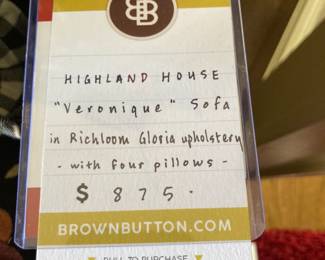 HIGHLAND HOUSE
"Veronique" Sofa
in Richloom Gloria upholstery
- with four pillows -
$ 875.
BROWNBUTTON.COM
PULL TO PURCHASE